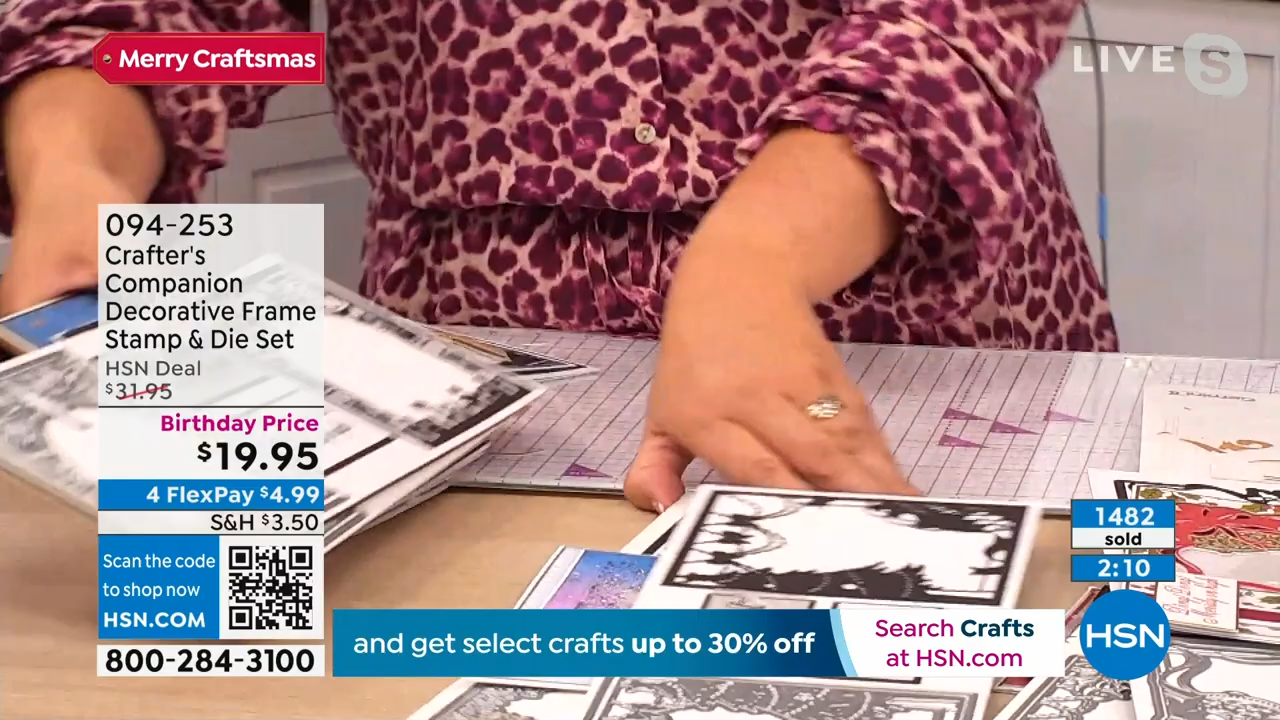 Merry Craftsmas
LIVE S
094-253
Crafter's
Companion
Decorative Frame
Stamp & Die Set
HSN Deal
$31.95
Birthday Price
$19.95
4 FlexPay $4.99
S&H $3.50
Scan the code
to shop now
HSN.COM
800-284-3100
1482
sold
2:10
and get select crafts up to 30% off
Search Crafts
at HSN.com
HSN